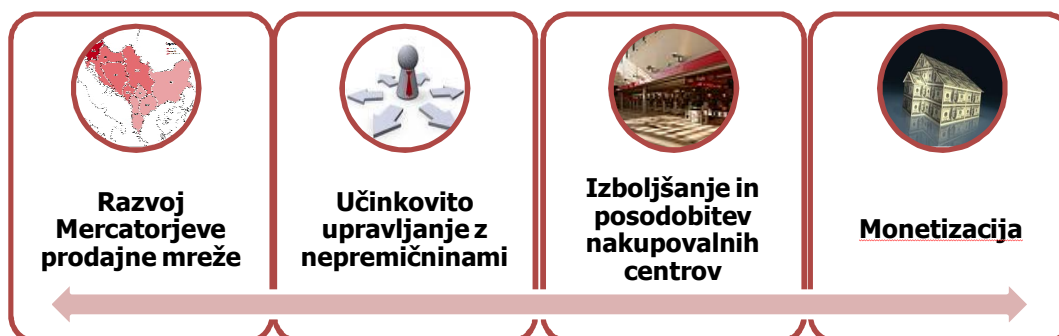 Razvoj
Mercatorjeve
prodajne mreže
Učinkovito
upravljanje z
nepremičninami
Izboljšanje in
posodobitev
nakupovalnih
centrov
Monetizacija